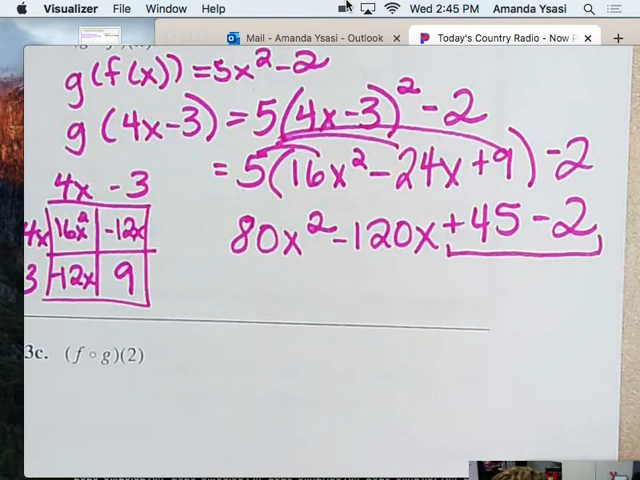 Visualizer File Window Help Wed 2:45 PM Amanda Ysasi
Mail - Amanda Ysasi - Outlook × Today's Country Radio - Now P × +
g(f(x)) = 5x² - 2
g(4x-3) = 5(4x-3)² - 2
= 5(16x² - 24x + 9) - 2
80x² - 120x + 45 - 2
4x -3
4x 16x² -12x
3 -12x 9
3c. (f∘g)(2)